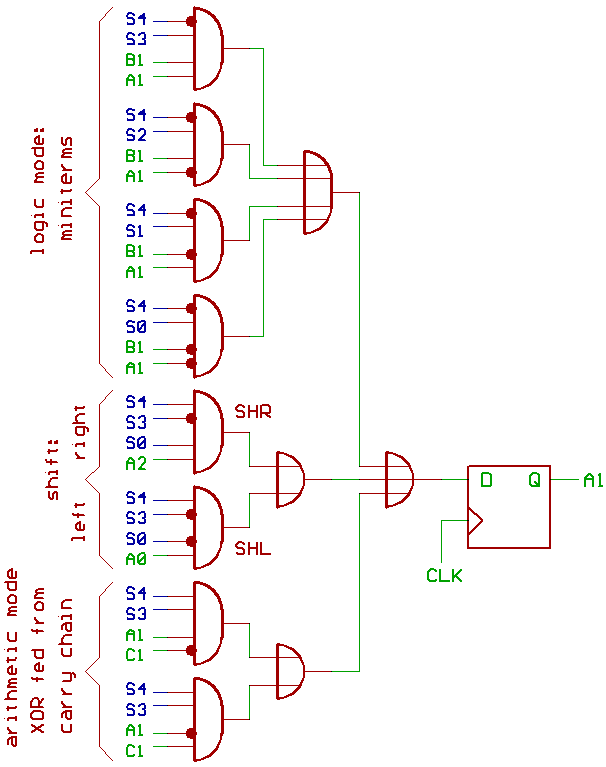 logic mode:
miniterms
S4
S3
B1
A1
S4
S2
B1
A1
S4
S1
B1
A1
S4
S0
B1
A1
shift:
left right
S4
S3
S0
A2
SHR
S4
S3
S0
A0
SHL
D
Q
A1
CLK
arithmetic mode
XOR fed from
carry chain
S4
S3
A1
C1
S4
S3
A1
C1